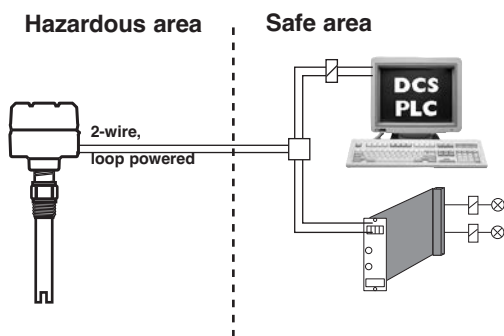 Hazardous area
Safe area
2-wire,
loop powered
DCS
PLC